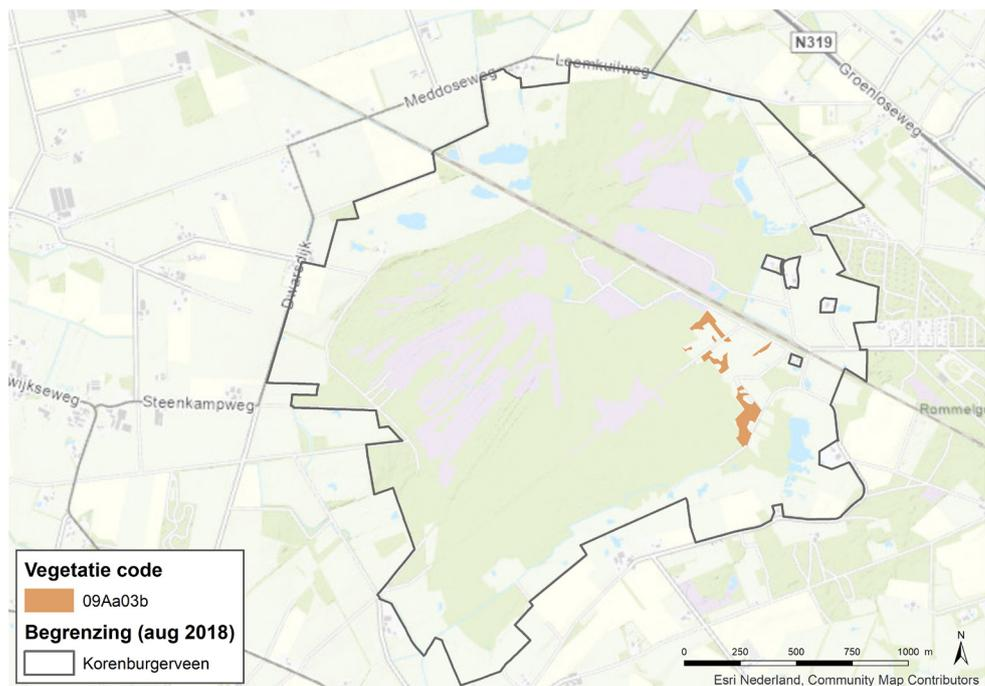 N319
Groenloseweg
Leemkuilweg
Meddoseweg
Dwarsdijk
wijkseweg
Steenkampweg
Rommelg
Vegetatie code
09Aa03b
Begrenzing (aug 2018)
Korenburgerveen
N
0 250 500 750 1000 m
Esri Nederland, Community Map Contributors